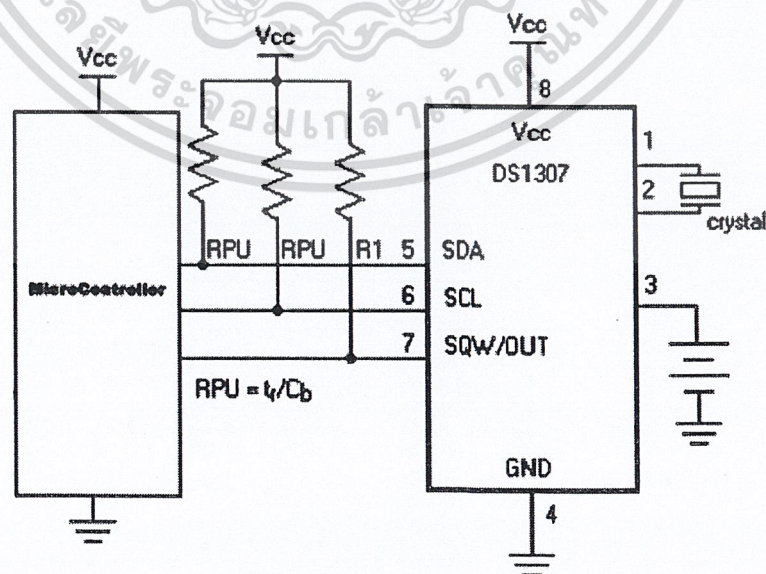 Vcc
Vcc
Vcc
8
Vcc
DS1307
1
2
crystal
RPU
RPU
R1
5
SDA
MicroController
6
SCL
3
7
SQW/OUT
RPU = tr/Cb
GND
4